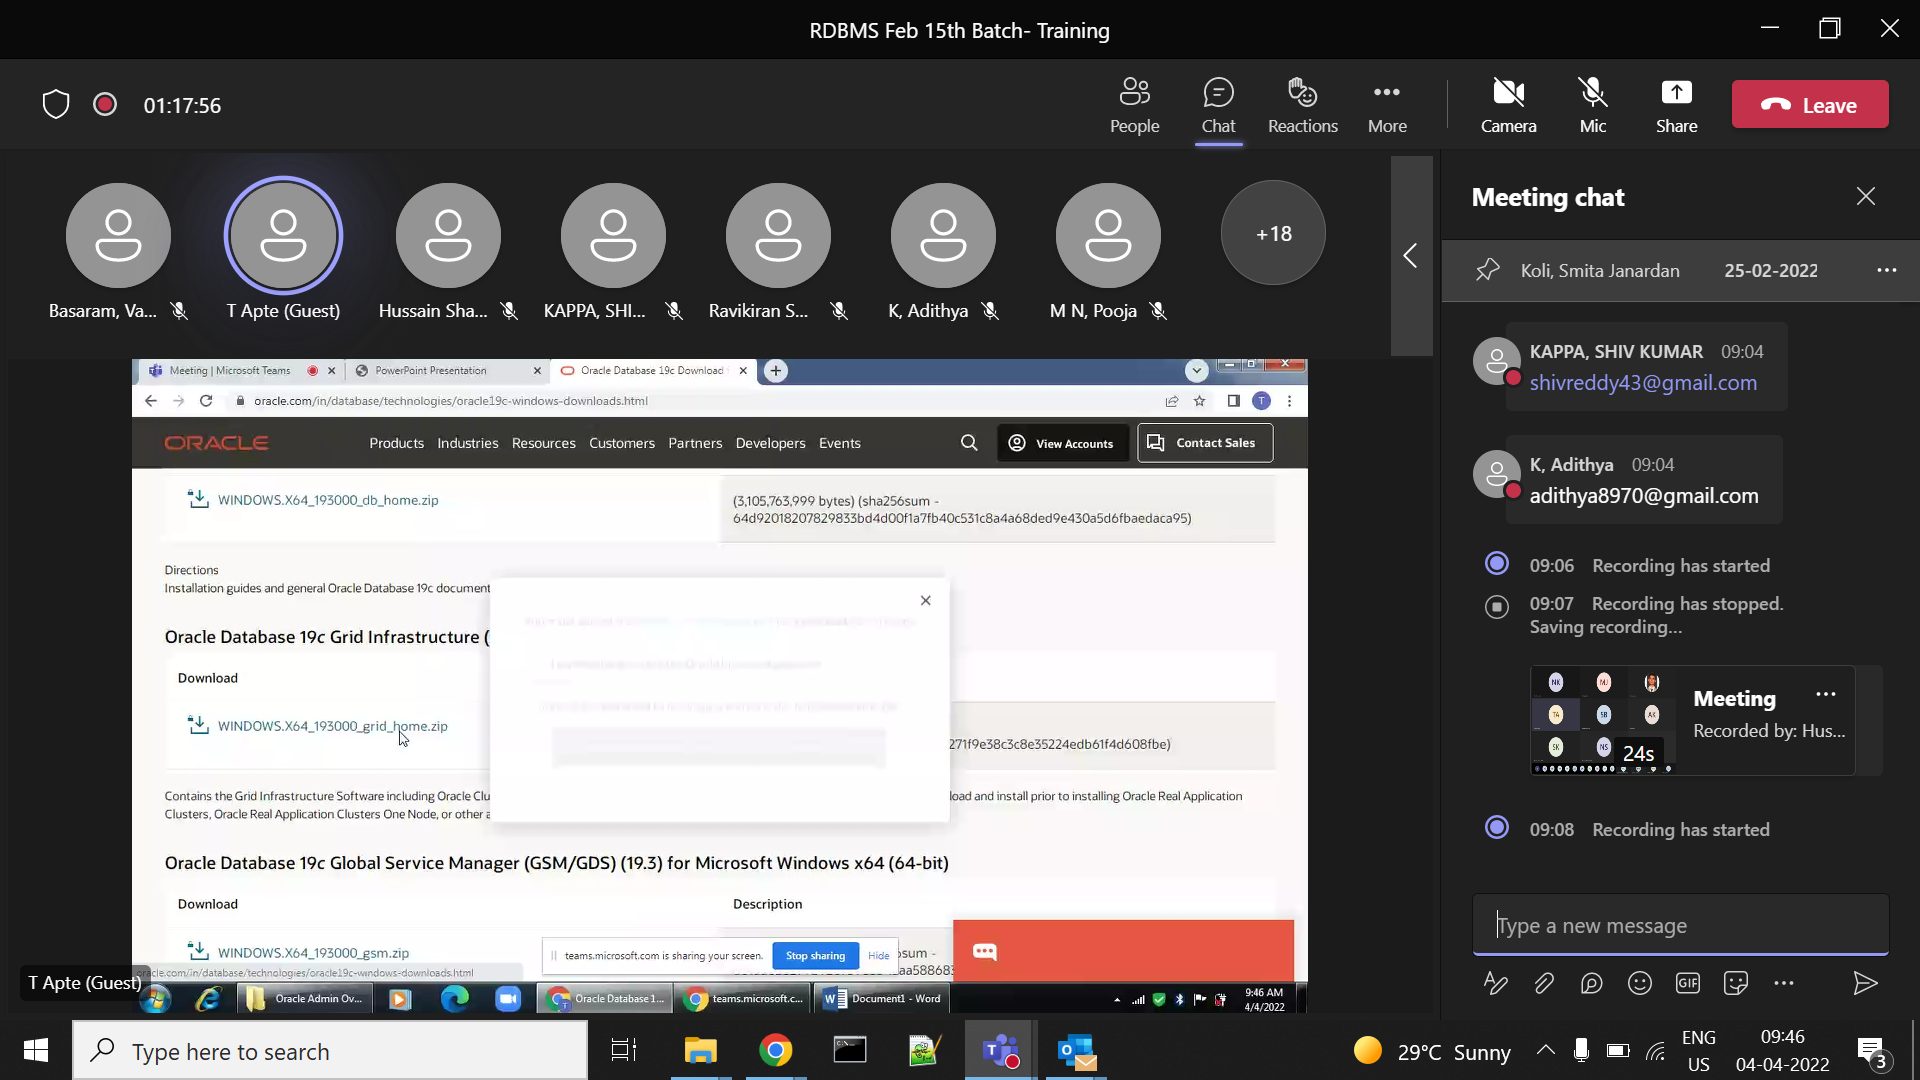 RDBMS Feb 15th Batch- Training
01:17:56
People
Chat
Reactions
More
Camera
Mic
Share
Leave
Basaram, Va...
T Apte (Guest)
Hussain Sha...
KAPPA, SHI...
Ravikiran S...
K, Adithya
M N, Pooja
+18
Meeting chat
Koli, Smita Janardan 25-02-2022
KAPPA, SHIV KUMAR 09:04
shivreddy43@gmail.com
K, Adithya 09:04
adithya8970@gmail.com
09:06 Recording has started
09:07 Recording has stopped.
Saving recording...
NK MJ
TA SB AK
SK NS
24s
Meeting
Recorded by: Hus...
09:08 Recording has started
Type a new message
GIF
Meeting | Microsoft Teams
PowerPoint Presentation
Oracle Database 19c Download
oracle.com/in/database/technologies/oracle19c-windows-downloads.html
T
ORACLE
Products Industries Resources Customers Partners Developers Events
View Accounts
Contact Sales
WINDOWS.X64_193000_db_home.zip
(3,105,763,999 bytes) (sha256sum -
64d92018207829833bd4d00f1a7fb40c531c8a4a68ded9e430a5d6fbaedaca95)
Directions
Installation guides and general Oracle Database 19c document
Oracle Database 19c Grid Infrastructure (
Download
WINDOWS.X64_193000_grid_home.zip
271f9e38c3c8e35224edb61f4d608fbe)
Contains the Grid Infrastructure Software including Oracle Clu
load and install prior to installing Oracle Real Application
Clusters, Oracle Real Application Clusters One Node, or other a
Oracle Database 19c Global Service Manager (GSM/GDS) (19.3) for Microsoft Windows x64 (64-bit)
Download
Description
WINDOWS.X64_193000_gsm.zip
teams.microsoft.com is sharing your screen.
Stop sharing
Hide
T Apte (Guest)
Oracle Admin Ov...
Oracle Database 1...
teams.microsoft.c...
Document1 - Word
9:46 AM
4/4/2022
Type here to search
29°C Sunny
ENG
US
09:46
04-04-2022
3